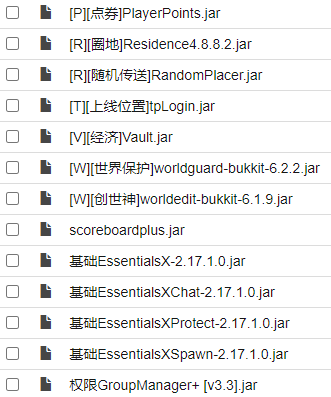 [P][点券]PlayerPoints.jar
[R][圈地]Residence4.8.8.2.jar
[R][随机传送]RandomPlacer.jar
[T][上线位置]tpLogin.jar
[V][经济]Vault.jar
[W][世界保护]worldguard-bukkit-6.2.2.jar
[W][创世神]worldedit-bukkit-6.1.9.jar
scoreboardplus.jar
基础EssentialsX-2.17.1.0.jar
基础EssentialsXChat-2.17.1.0.jar
基础EssentialsXProtect-2.17.1.0.jar
基础EssentialsXSpawn-2.17.1.0.jar
权限GroupManager+ [v3.3].jar